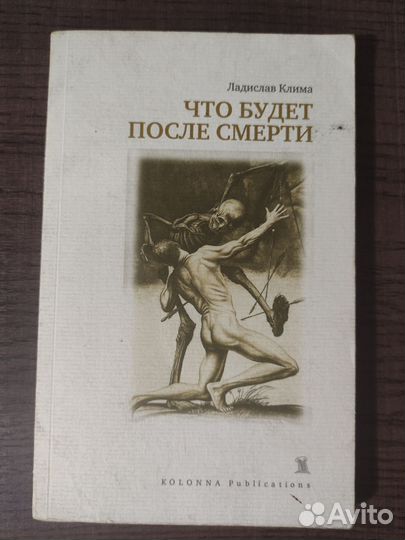 Ладислав Клима
ЧТО БУДЕТ
ПОСЛЕ СМЕРТИ
KOLONNA Publications
Avito